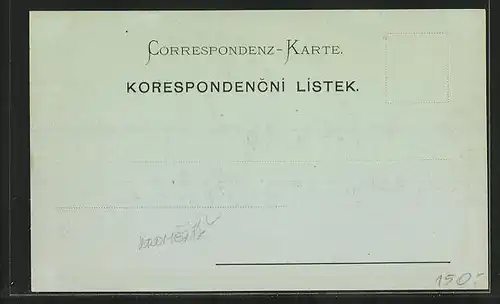 CORRESPONDENZ-KARTE.
KORESPONDENČNÍ LÍSTEK.
150.-